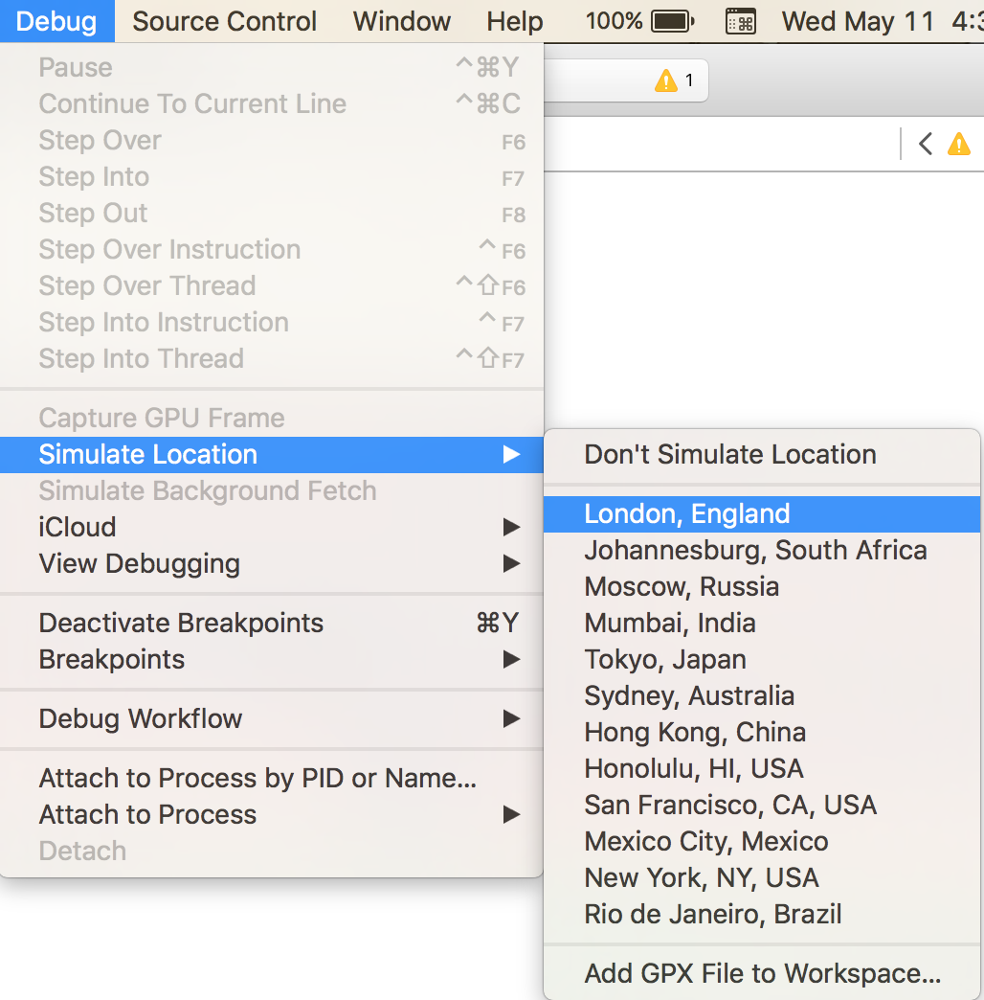 Debug Source Control Window Help 100% Wed May 11 4:3
Pause ^⌘Y
1
Continue To Current Line ^⌘C
Step Over F6
Step Into F7
Step Out F8
Step Over Instruction ^F6
Step Over Thread ^⇧F6
Step Into Instruction ^F7
Step Into Thread ^⇧F7
Capture GPU Frame
Simulate Location
Simulate Background Fetch
iCloud
View Debugging
Deactivate Breakpoints ⌘Y
Breakpoints
Debug Workflow
Attach to Process by PID or Name...
Attach to Process
Detach
Don't Simulate Location
London, England
Johannesburg, South Africa
Moscow, Russia
Mumbai, India
Tokyo, Japan
Sydney, Australia
Hong Kong, China
Honolulu, HI, USA
San Francisco, CA, USA
Mexico City, Mexico
New York, NY, USA
Rio de Janeiro, Brazil
Add GPX File to Workspace...